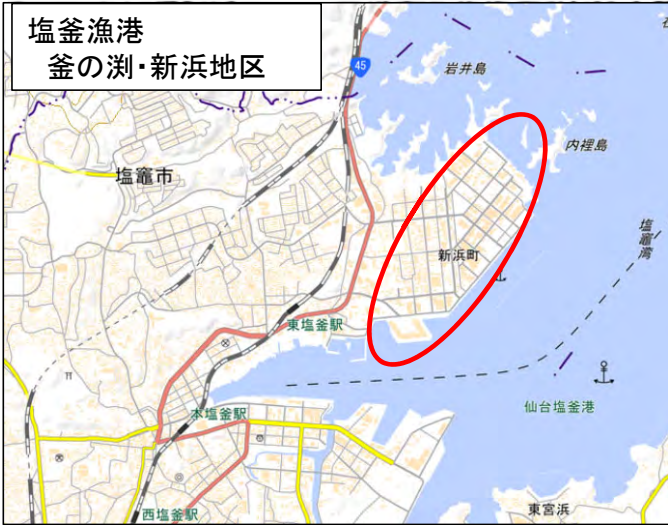 塩釜漁港
釜の渕・新浜地区
45
岩井島
内裡島
塩竈市
塩竈湾
新浜町
東塩釜駅
仙台塩釜港
本塩釜駅
西塩釜駅
東宮浜